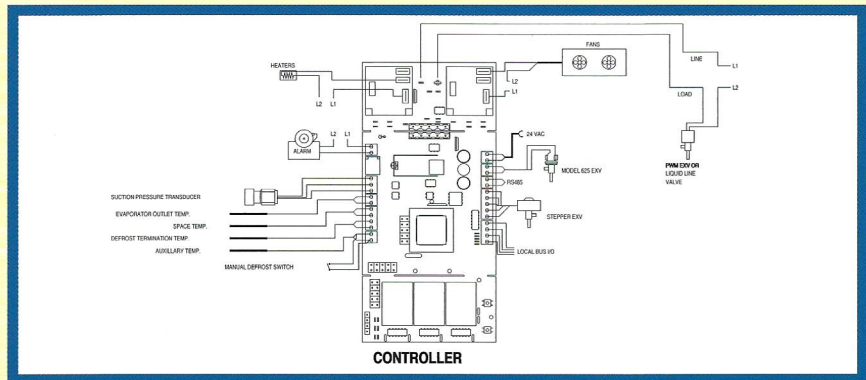 HEATERS
L2 L1
ALARM
L2 L1
SUCTION PRESSURE TRANSDUCER
EVAPORATOR OUTLET TEMP.
SPACE TEMP.
DEFROST TERMINATION TEMP.
AUXILLARY TEMP.
MANUAL DEFROST SWITCH
FANS
L2
L1
LINE
L1
LOAD
L2
24 VAC
MODEL 625 EXV
RS485
STEPPER EXV
LOCAL BUS I/O
PWM EXV OR
LIQUID LINE
VALVE
CONTROLLER